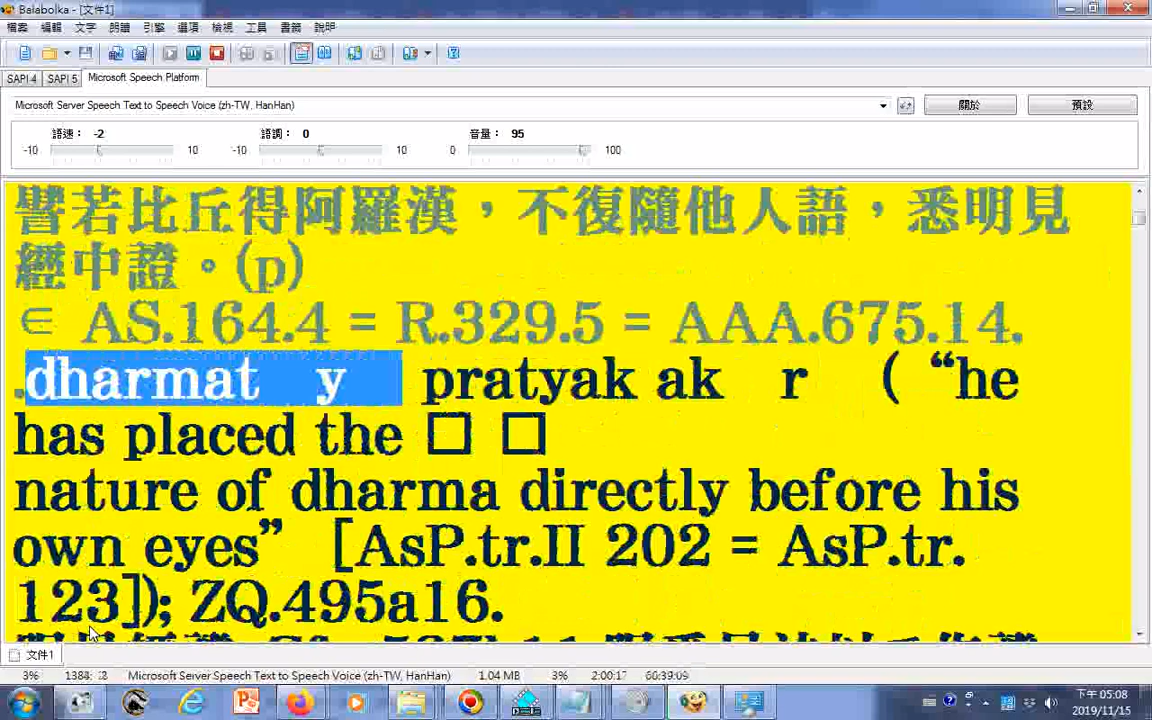 Balabolka - [文件1]
檔案 編輯 文字 朗讀 引擎 選項 檢視 工具 書籤 說明
SAPI 4 SAPI 5 Microsoft Speech Platform
Microsoft Server Speech Text to Speech Voice (zh-TW, HanHan) 關於 預設
語速： -2 語調： 0 音量： 95
-10 10 -10 10 0 100
譬若比丘得阿羅漢，不復隨他人語，悉明見
經中證。(p)
∈ AS.164.4 = R.329.5 = AAA.675.14.
.dharmat y pratyak ak r ( “he
has placed the □ □
nature of dharma directly before his
own eyes” [AsP.tr.II 202 = AsP.tr.
123]); ZQ.495a16.
文件1
3% Microsoft Server Speech Text to Speech Voice (zh-TW, HanHan) 1.04 MB 3% 2:00:17
下午 05:08
2019/11/15